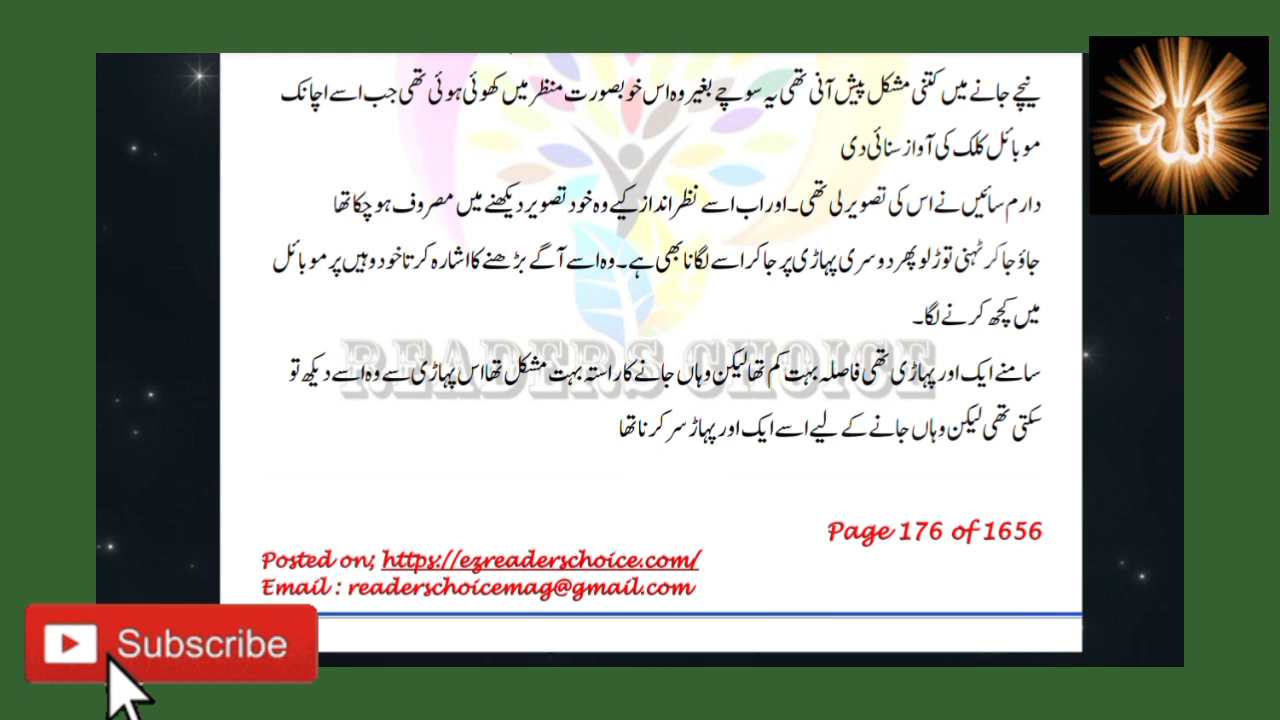 نیچے جانے میں کتنی مشکل پیش آنی تھی یہ سوچے بغیر وہ اس خوبصورت منظر میں کھوئی ہوئی تھی جب اسے اچانک
موبائل کلک کی آواز سنائی دی
دارم سائیں نے اس کی تصویر لی تھی۔ اور اب اسے نظر انداز کیے وہ خود تصویر دیکھنے میں مصروف ہو چکا تھا
جاؤ جا کر ٹہنی توڑ لو پھر دوسری پہاڑی پر جا کر اسے لگانا بھی ہے۔ وہ اسے آگے بڑھنے کا اشارہ کرتا خود وہیں پر موبائل
میں کچھ کرنے لگا۔
سامنے ایک اور پہاڑی تھی فاصلہ بہت کم تھا لیکن وہاں جانے کا راستہ بہت مشکل تھا اس پہاڑی سے وہ اسے دیکھ تو
سکتی تھی لیکن وہاں جانے کے لیے اسے ایک اور پہاڑ سر کرنا تھا
READERS CHOICE
Page 176 of 1656
Posted on; https://ezreaderschoice.com/
Email : readerschoicemag@gmail.com
Subscribe
الله